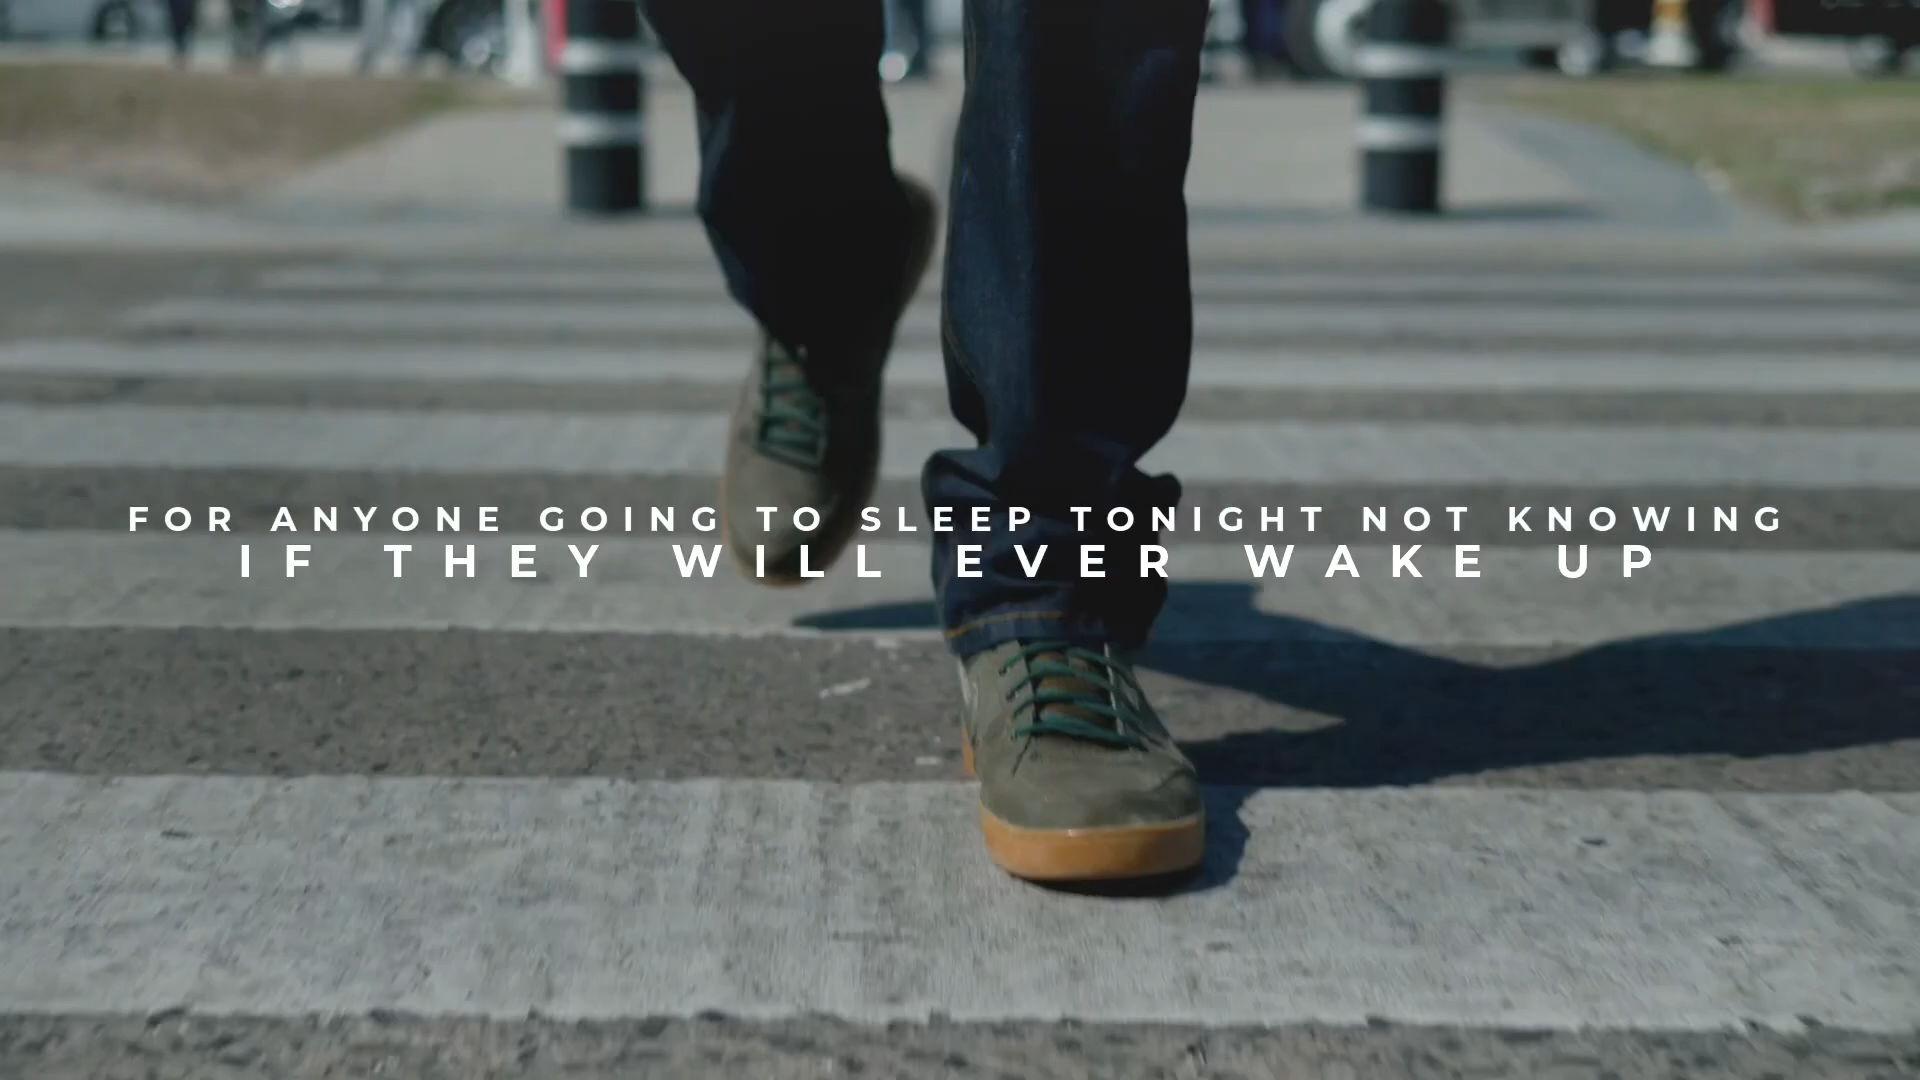 FOR ANYONE GOING TO SLEEP TONIGHT NOT KNOWING
IF THEY WILL EVER WAKE UP